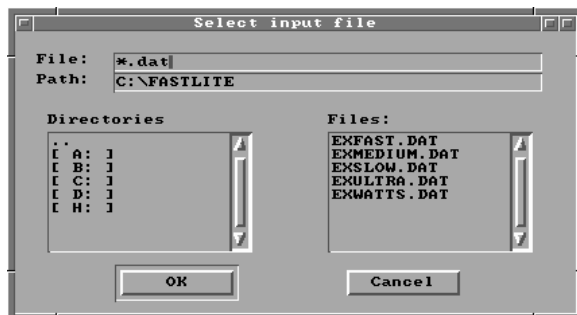 Select input file
File: *.dat
Path: C:\FASTLITE
Directories
..
[ A: ]
[ B: ]
[ C: ]
[ D: ]
[ H: ]
Files:
EXFAST.DAT
EXMEDIUM.DAT
EXSLOW.DAT
EXULTRA.DAT
EXWATTS.DAT
OK
Cancel